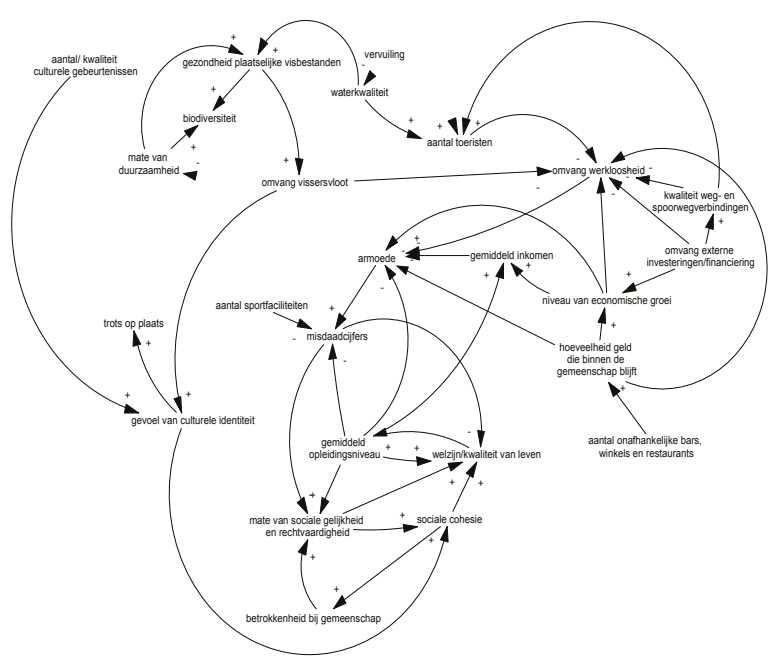 aantal/ kwaliteit
culturele gebeurtenissen
gezondheid plaatselijke visbestanden
vervuiling
waterkwaliteit
biodiversiteit
aantal toeristen
mate van
duurzaamheid
omvang vissersvloot
omvang werkloosheid
kwaliteit weg- en
spoorwegverbindingen
armoede
gemiddeld inkomen
omvang externe
investeringen/financiering
niveau van economische groei
aantal sportfaciliteiten
trots op plaats
misdaadcijfers
hoeveelheid geld
die binnen de
gemeenschap blijft
gevoel van culturele identiteit
gemiddeld
opleidingsniveau
welzijn/kwaliteit van leven
aantal onafhankelijke bars,
winkels en restaurants
mate van sociale gelijkheid
en rechtvaardigheid
sociale cohesie
betrokkenheid bij gemeenschap